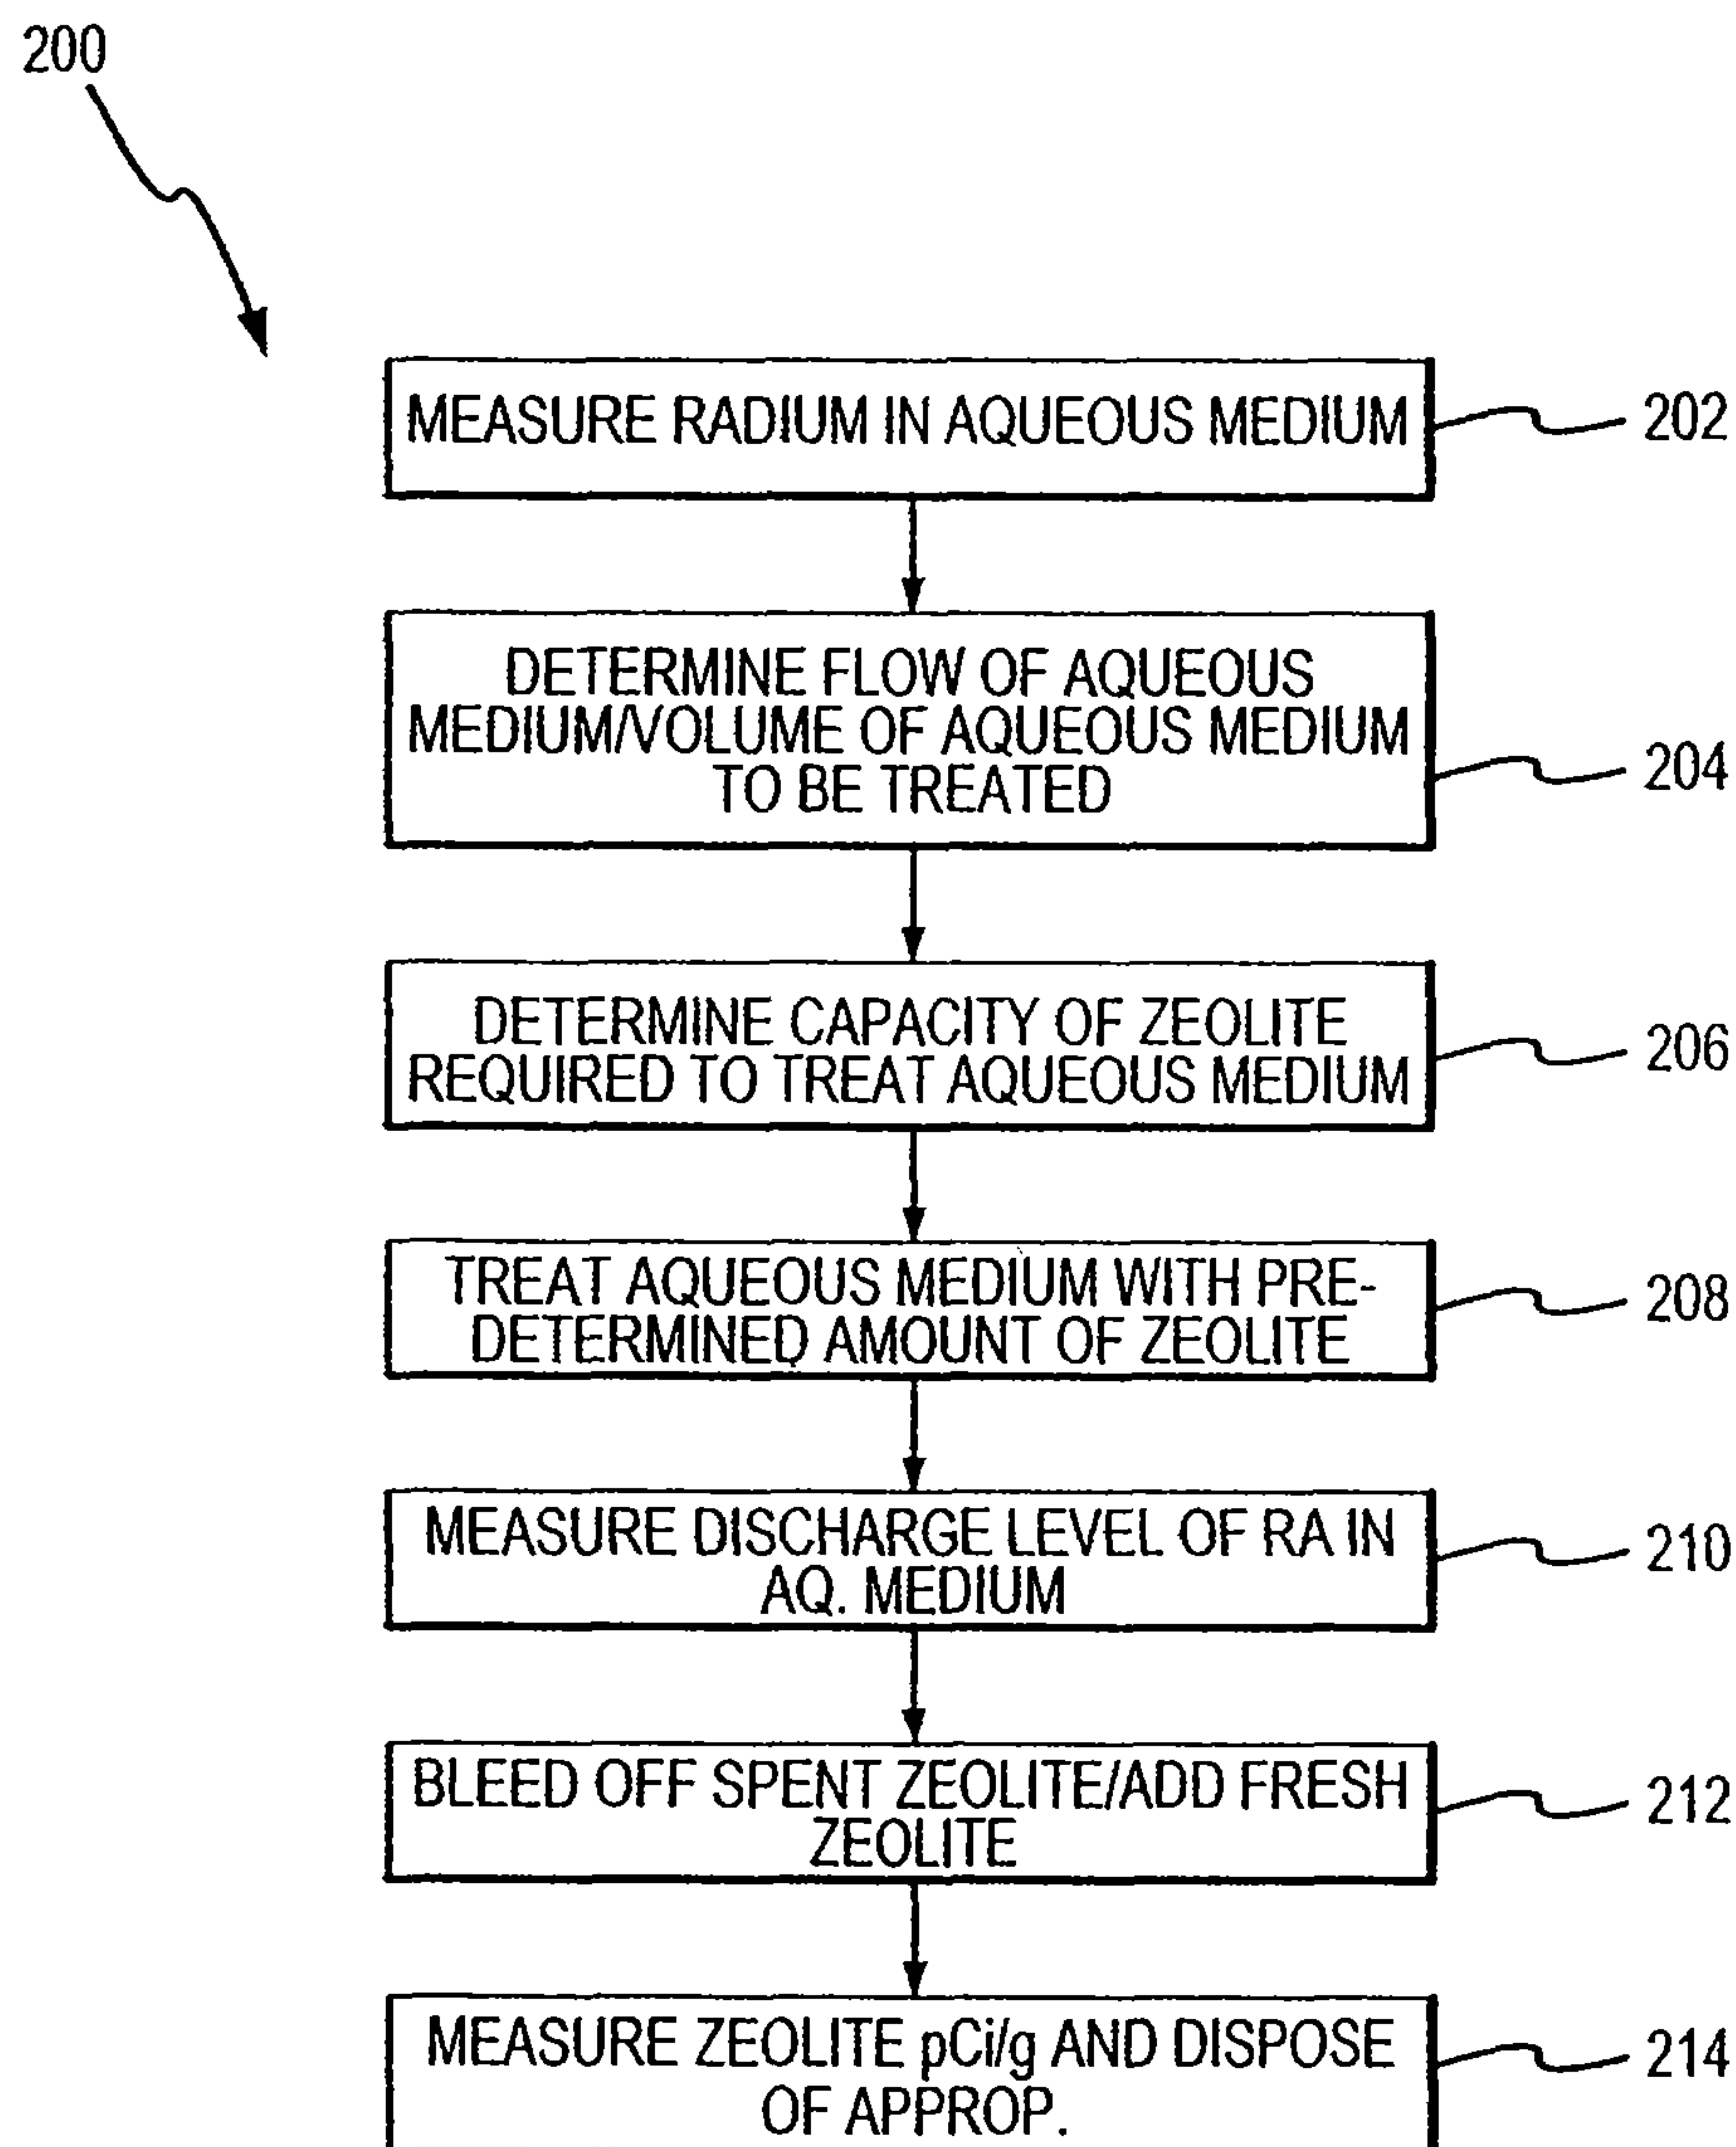 200
MEASURE RADIUM IN AQUEOUS MEDIUM
202
DETERMINE FLOW OF AQUEOUS
MEDIUM/VOLUME OF AQUEOUS MEDIUM
TO BE TREATED
204
DETERMINE CAPACITY OF ZEOLITE
REQUIRED TO TREAT AQUEOUS MEDIUM
206
TREAT AQUEOUS MEDIUM WITH PRE-
DETERMINED AMOUNT OF ZEOLITE
208
MEASURE DISCHARGE LEVEL OF RA IN
AQ. MEDIUM
210
BLEED OFF SPENT ZEOLITE/ADD FRESH
ZEOLITE
212
MEASURE ZEOLITE pCi/g AND DISPOSE
OF APPROP.
214